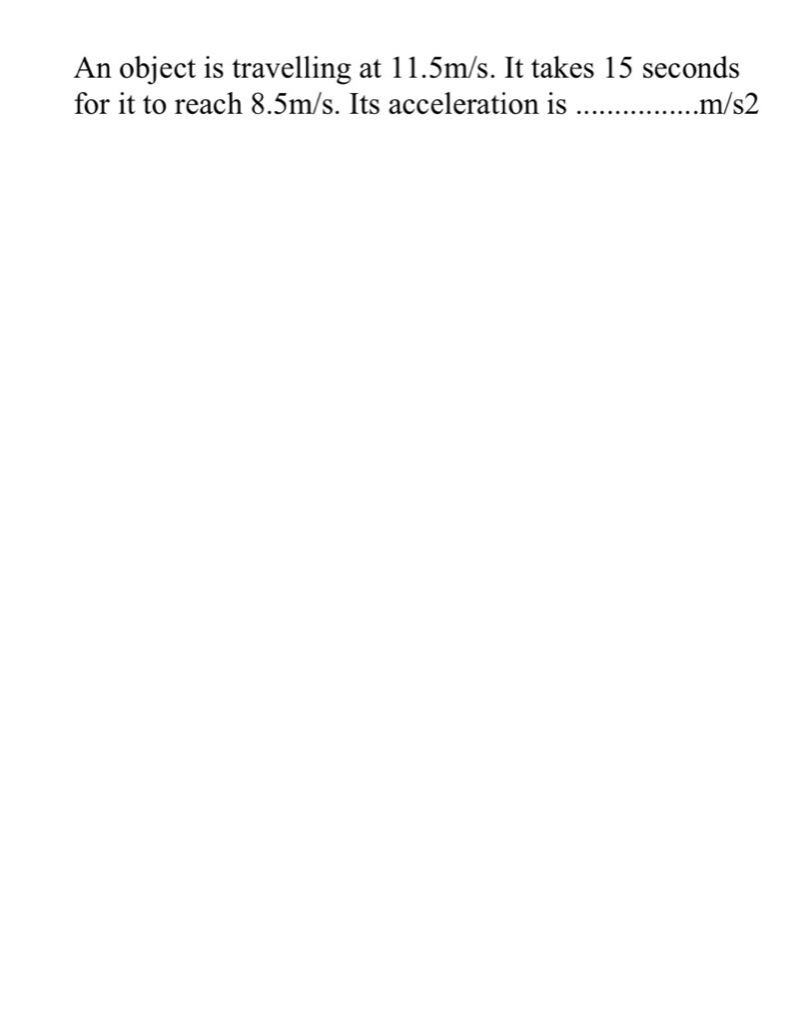 An object is travelling at 11.5m/s. It takes 15 seconds
for it to reach 8.5m/s. Its acceleration is ................m/s2